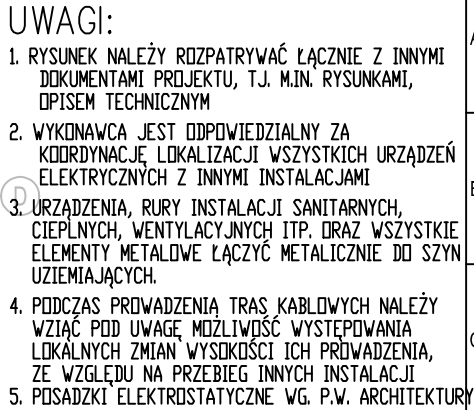 UWAGI:
1. RYSUNEK NALEŻY ROZPATRYWAĆ ŁĄCZNIE Z INNYMI
DOKUMENTAMI PROJEKTU, TJ. M.IN. RYSUNKAMI,
OPISEM TECHNICZNYM
2. WYKONAWCA JEST ODPOWIEDZIALNY ZA
KOORDYNACJĘ LOKALIZACJI WSZYSTKICH URZĄDZEŃ
ELEKTRYCZNYCH Z INNYMI INSTALACJAMI
D
3. URZĄDZENIA, RURY INSTALACJI SANITARNYCH,
CIEPLNYCH, WENTYLACYJNYCH ITP. ORAZ WSZYSTKIE
ELEMENTY METALOWE ŁĄCZYĆ METALICZNIE DO SZYN
UZIEMIAJĄCYCH.
4. PODCZAS PROWADZENIA TRAS KABLOWYCH NALEŻY
WZIĄĆ POD UWAGĘ MOŻLIWOŚĆ WYSTĘPOWANIA
LOKALNYCH ZMIAN WYSOKOŚCI ICH PROWADZENIA,
ZE WZGLĘDU NA PRZEBIEG INNYCH INSTALACJI
5. POSADZKI ELEKTROSTATYCZNE WG. P.W. ARCHITEKTURY